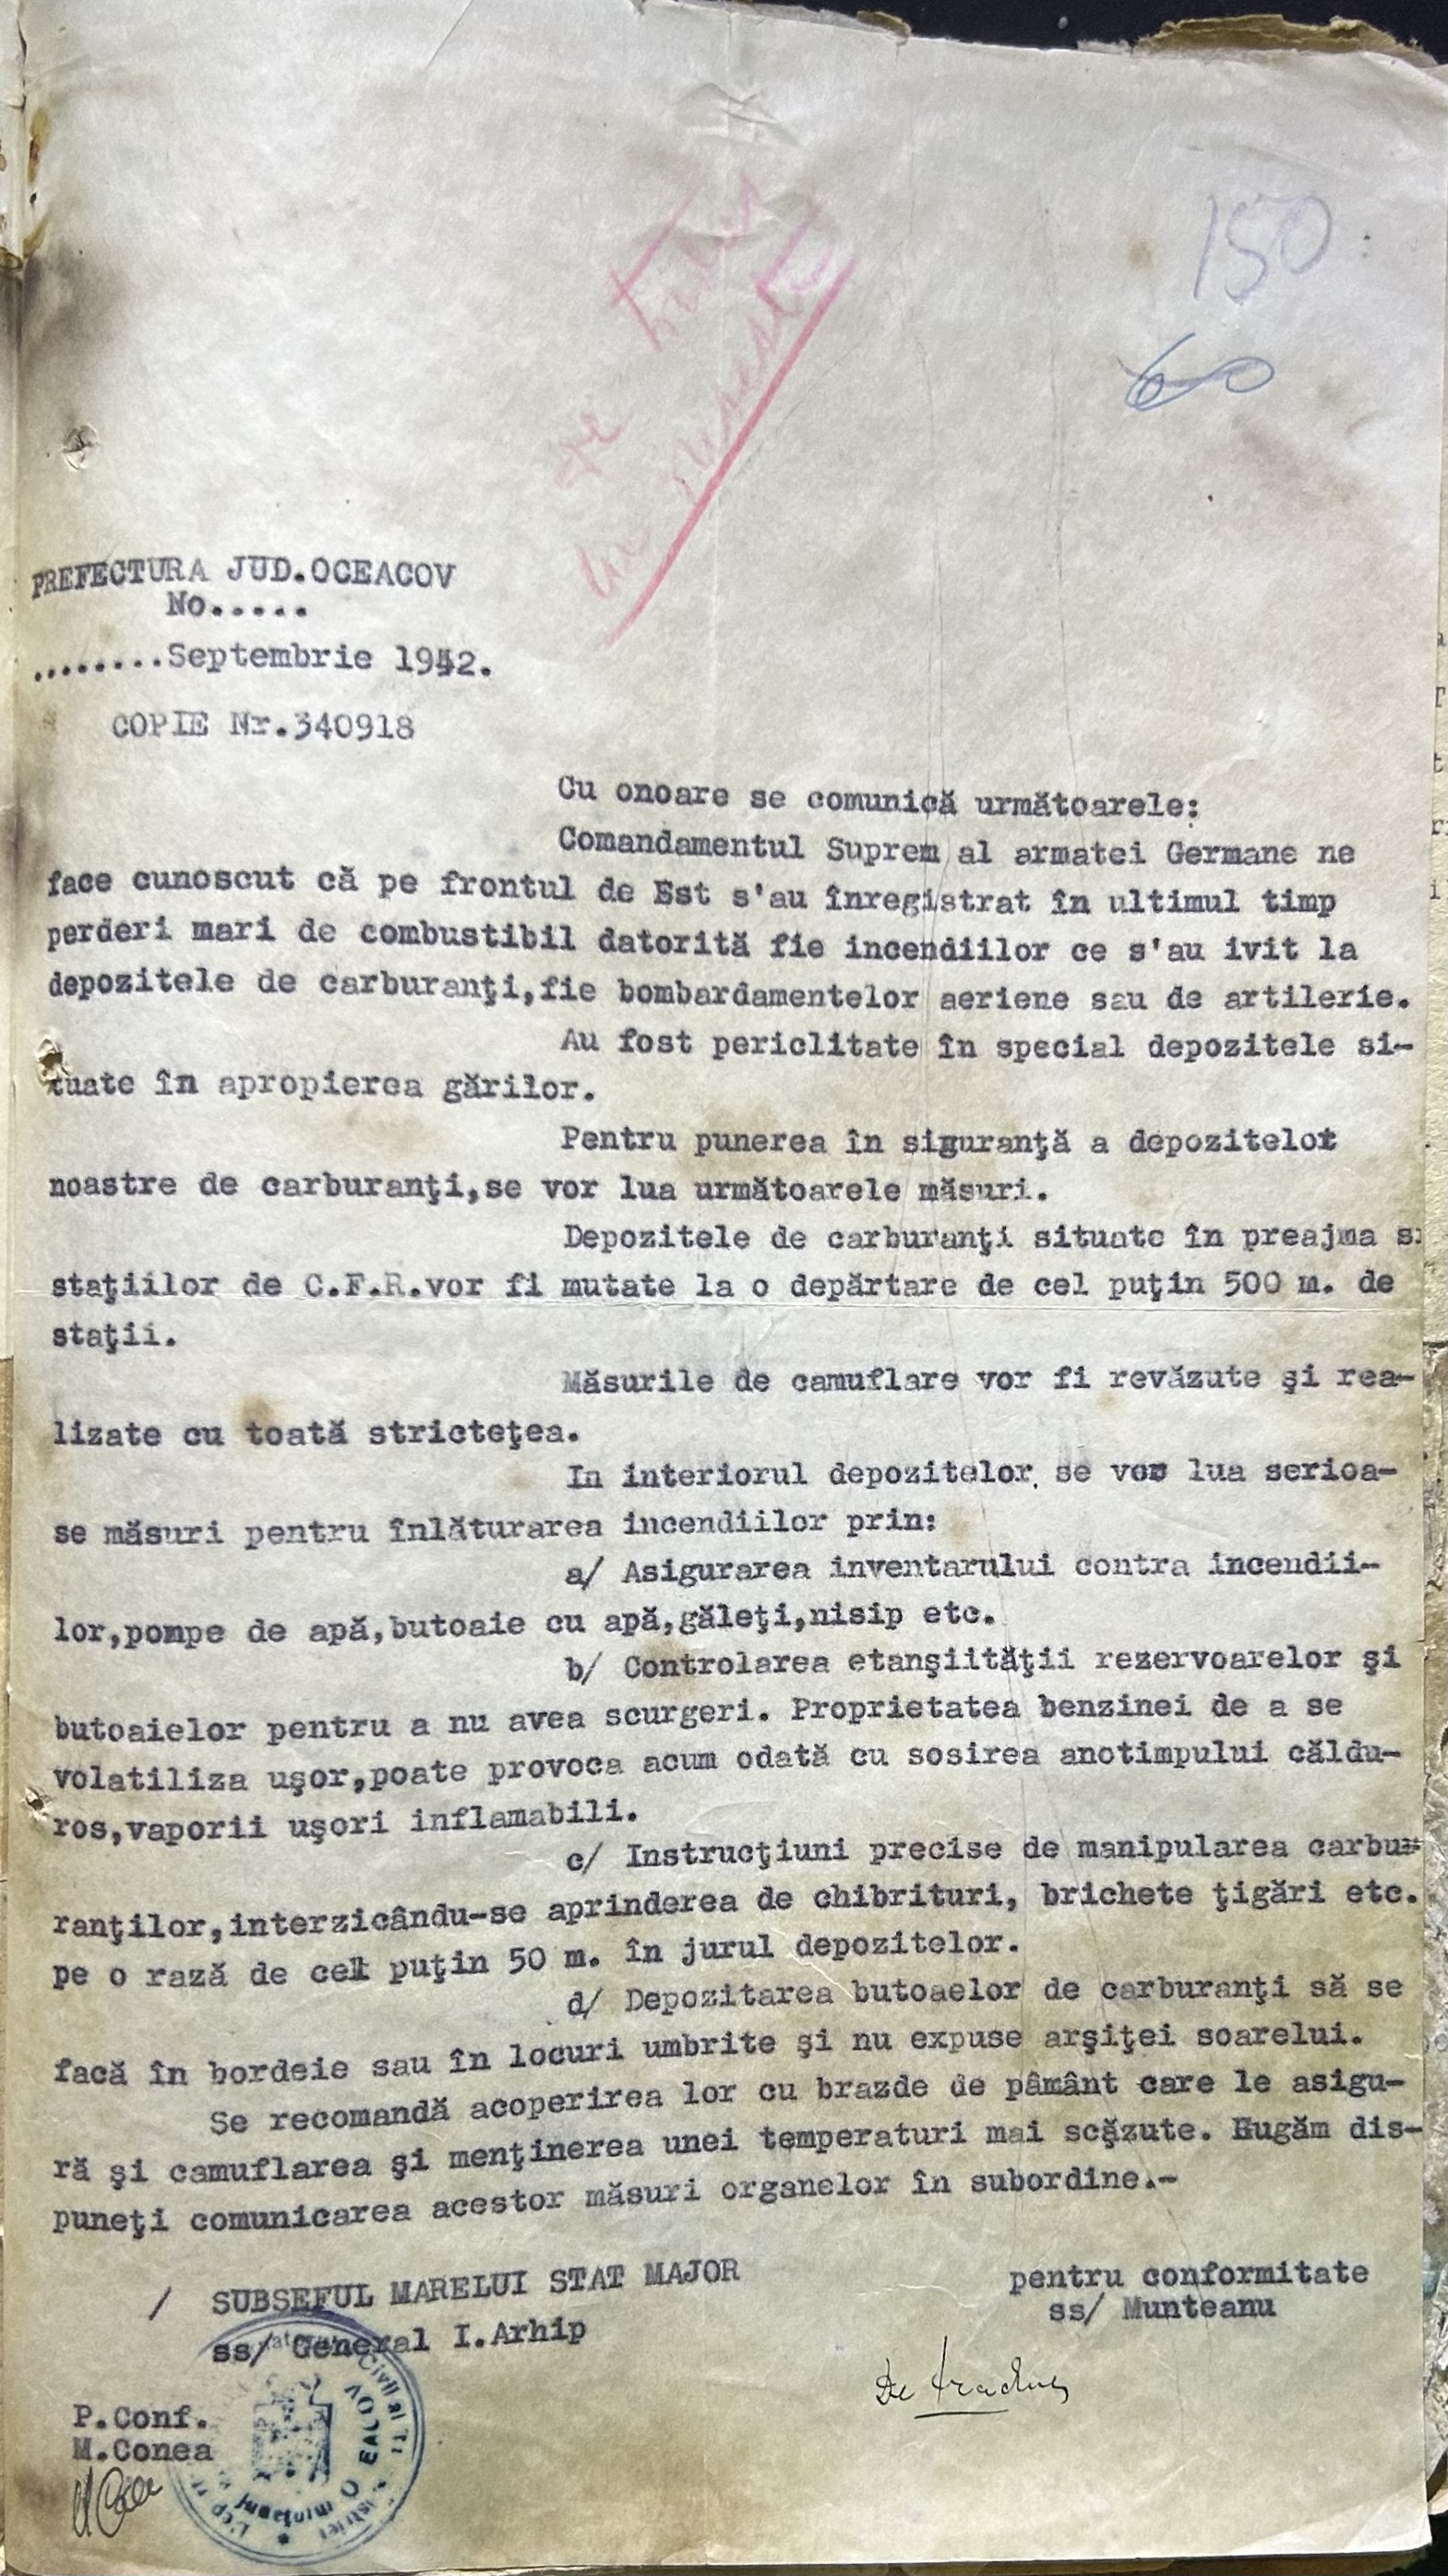 150
60
de tradus
in ruseste
PREFECTURA JUD.OCEACOV
No.....
........Septembrie 1942.
COPIE Nr.340918
Cu onoare se comunică următoarele:
Comandamentul Suprem al armatei Germane ne
face cunoscut că pe frontul de Est s'au înregistrat în ultimul timp
perderi mari de combustibil datorită fie incendiilor ce s'au ivit la
depozitele de carburanţi,fie bombardamentelor aeriene sau de artilerie.
Au fost periclitate în special depozitele si-
tuate în apropierea gărilor.
Pentru punerea în siguranţă a depozitelot
noastre de carburanţi,se vor lua următoarele măsuri.
Depozitele de carburanţi situate în preajma s
staţiilor de C.F.R.vor fi mutate la o depărtare de cel puţin 500 m. de
staţii.
Măsurile de camuflare vor fi revăzute şi rea-
lizate cu toată stricteţea.
In interiorul depozitelor se vor lua serioa-
se măsuri pentru înlăturarea incendiilor prin:
a/ Asigurarea inventarului contra incendii-
lor,pompe de apă,butoaie cu apă,găleţi,nisip etc.
b/ Controlarea etanşiităţii rezervoarelor şi
butoaielor pentru a nu avea scurgeri. Proprietatea benzinei de a se
volatiliza uşor,poate provoca acum odată cu sosirea anotimpului căldu-
ros,vaporii uşori inflamabili.
c/ Instrucţiuni precise de manipularea carbu-
ranţilor,interzicându-se aprinderea de chibrituri, brichete ţigări etc.
pe o rază de cel puţin 50 m. în jurul depozitelor.
d/ Depozitarea butoaelor de carburanţi să se
facă în bordeie sau în locuri umbrite şi nu expuse arşiţei soarelui.
Se recomandă acoperirea lor cu brazde de pământ care le asigu-
ră şi camuflarea şi menţinerea unei temperaturi mai scăzute. Rugăm dis-
puneţi comunicarea acestor măsuri organelor în subordine.-
/ SUBSEFUL MARELUI STAT MAJOR
ss/ General I.Arhip
pentru conformitate
ss/ Munteanu
De tradus
P.Conf.
M.Conea